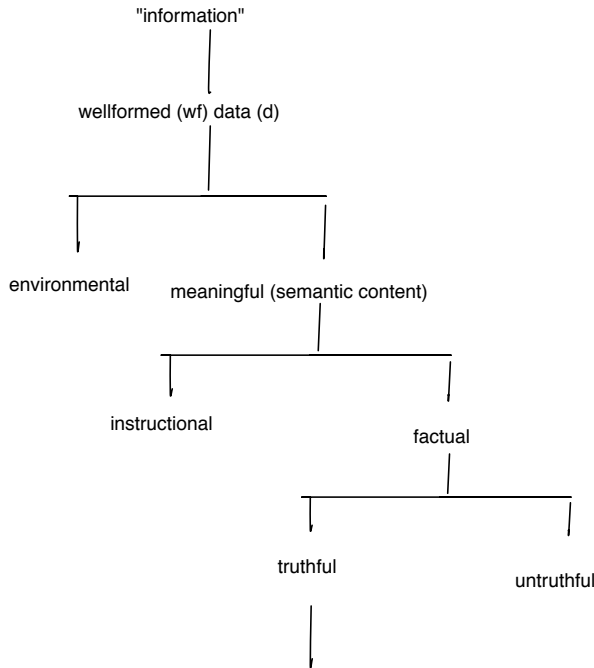 "information"
wellformed (wf) data (d)
environmental
meaningful (semantic content)
instructional
factual
truthful
untruthful